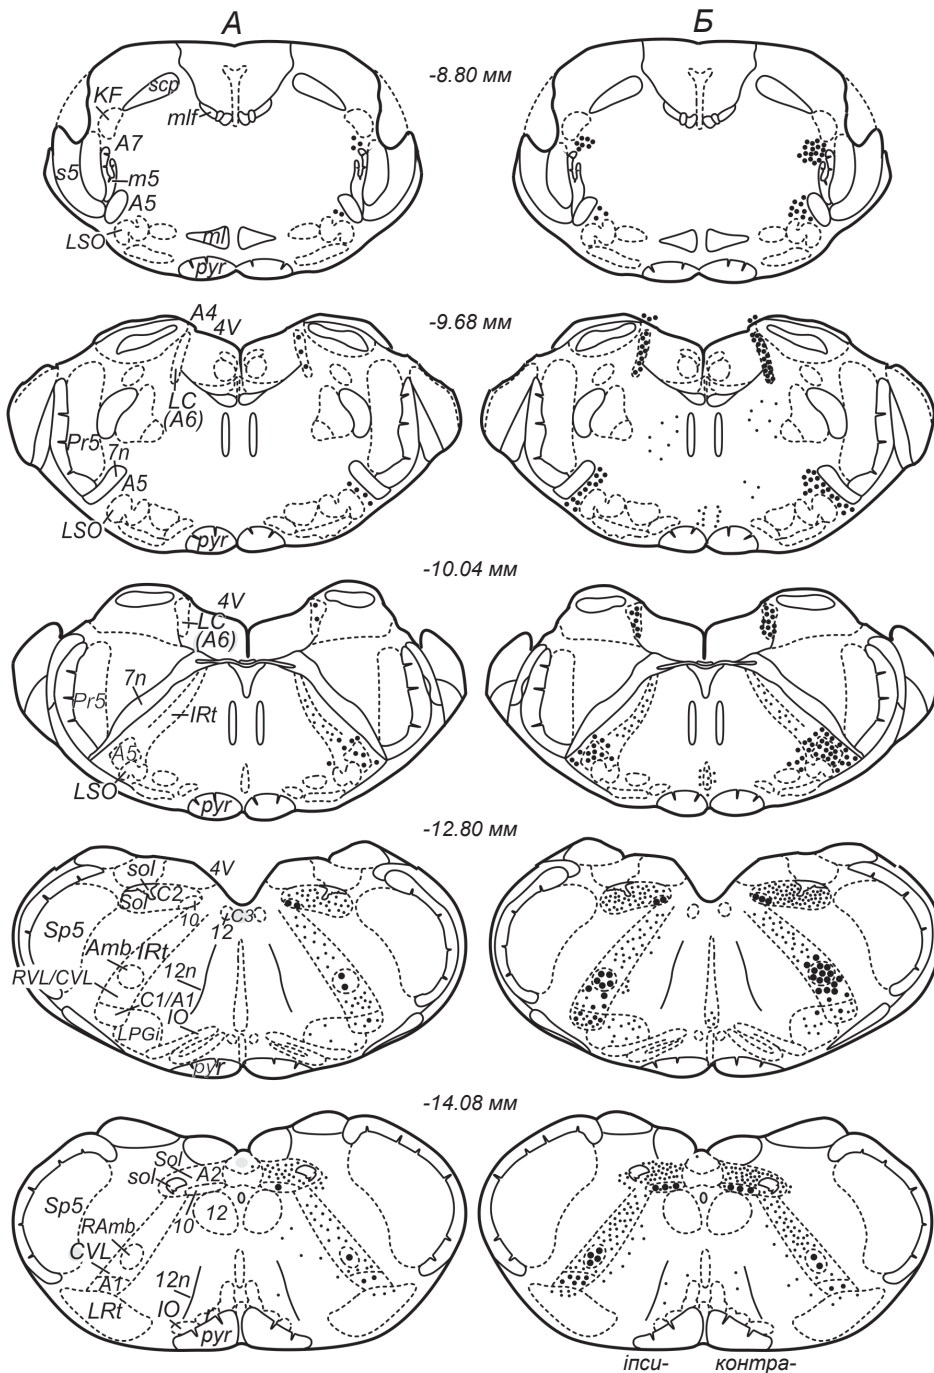 А Б
-8.80 мм
KF scp
mlf
A7
s5 m5
A5
LSO ml
pyr
-9.68 мм
A4
4V
LC
(A6)
Pr5
7n
A5
LSO
pyr
-10.04 мм
4V
LC
(A6)
7n
Pr5
IRt
A5
LSO
pyr
-12.80 мм
sol 4V
Sol C2
10 C3
12
Sp5
Amb IRt
RVL/CVL 12n
C1/A1
IO
LPGi
pyr
-14.08 мм
Sol
sol A2
Sp5
10 12
RAmb
CVL
A1 12n
LRt IO
pyr
іпси- контра-